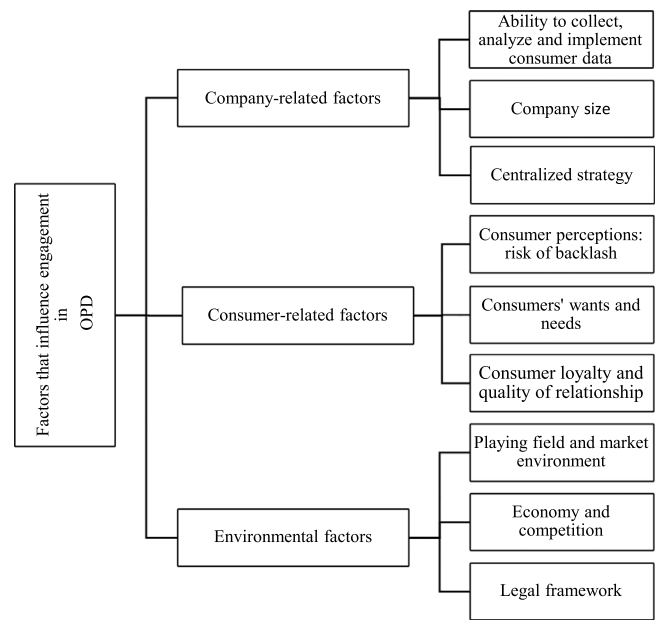 Factors that influence engagement
in
OPD
Company-related factors
Ability to collect,
analyze and implement
consumer data
Company size
Centralized strategy
Consumer-related factors
Consumer perceptions:
risk of backlash
Consumers' wants and
needs
Consumer loyalty and
quality of relationship
Environmental factors
Playing field and market
environment
Economy and
competition
Legal framework